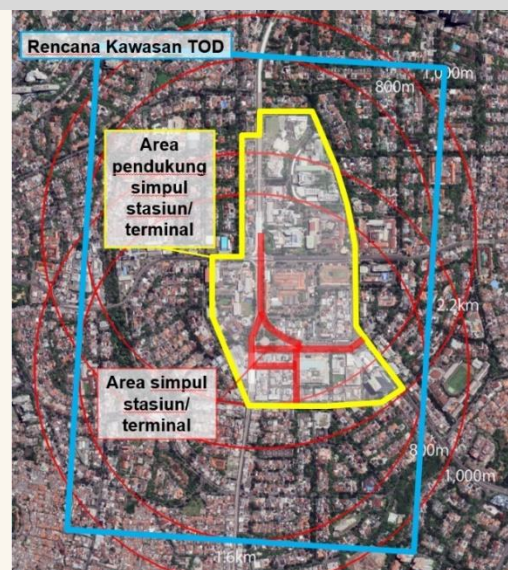 Rencana Kawasan TOD
1,000m
800m
Area
pendukung
simpul
stasiun/
terminal
2.2km
Area simpul
stasiun/
terminal
800m
1,000m
1.6km